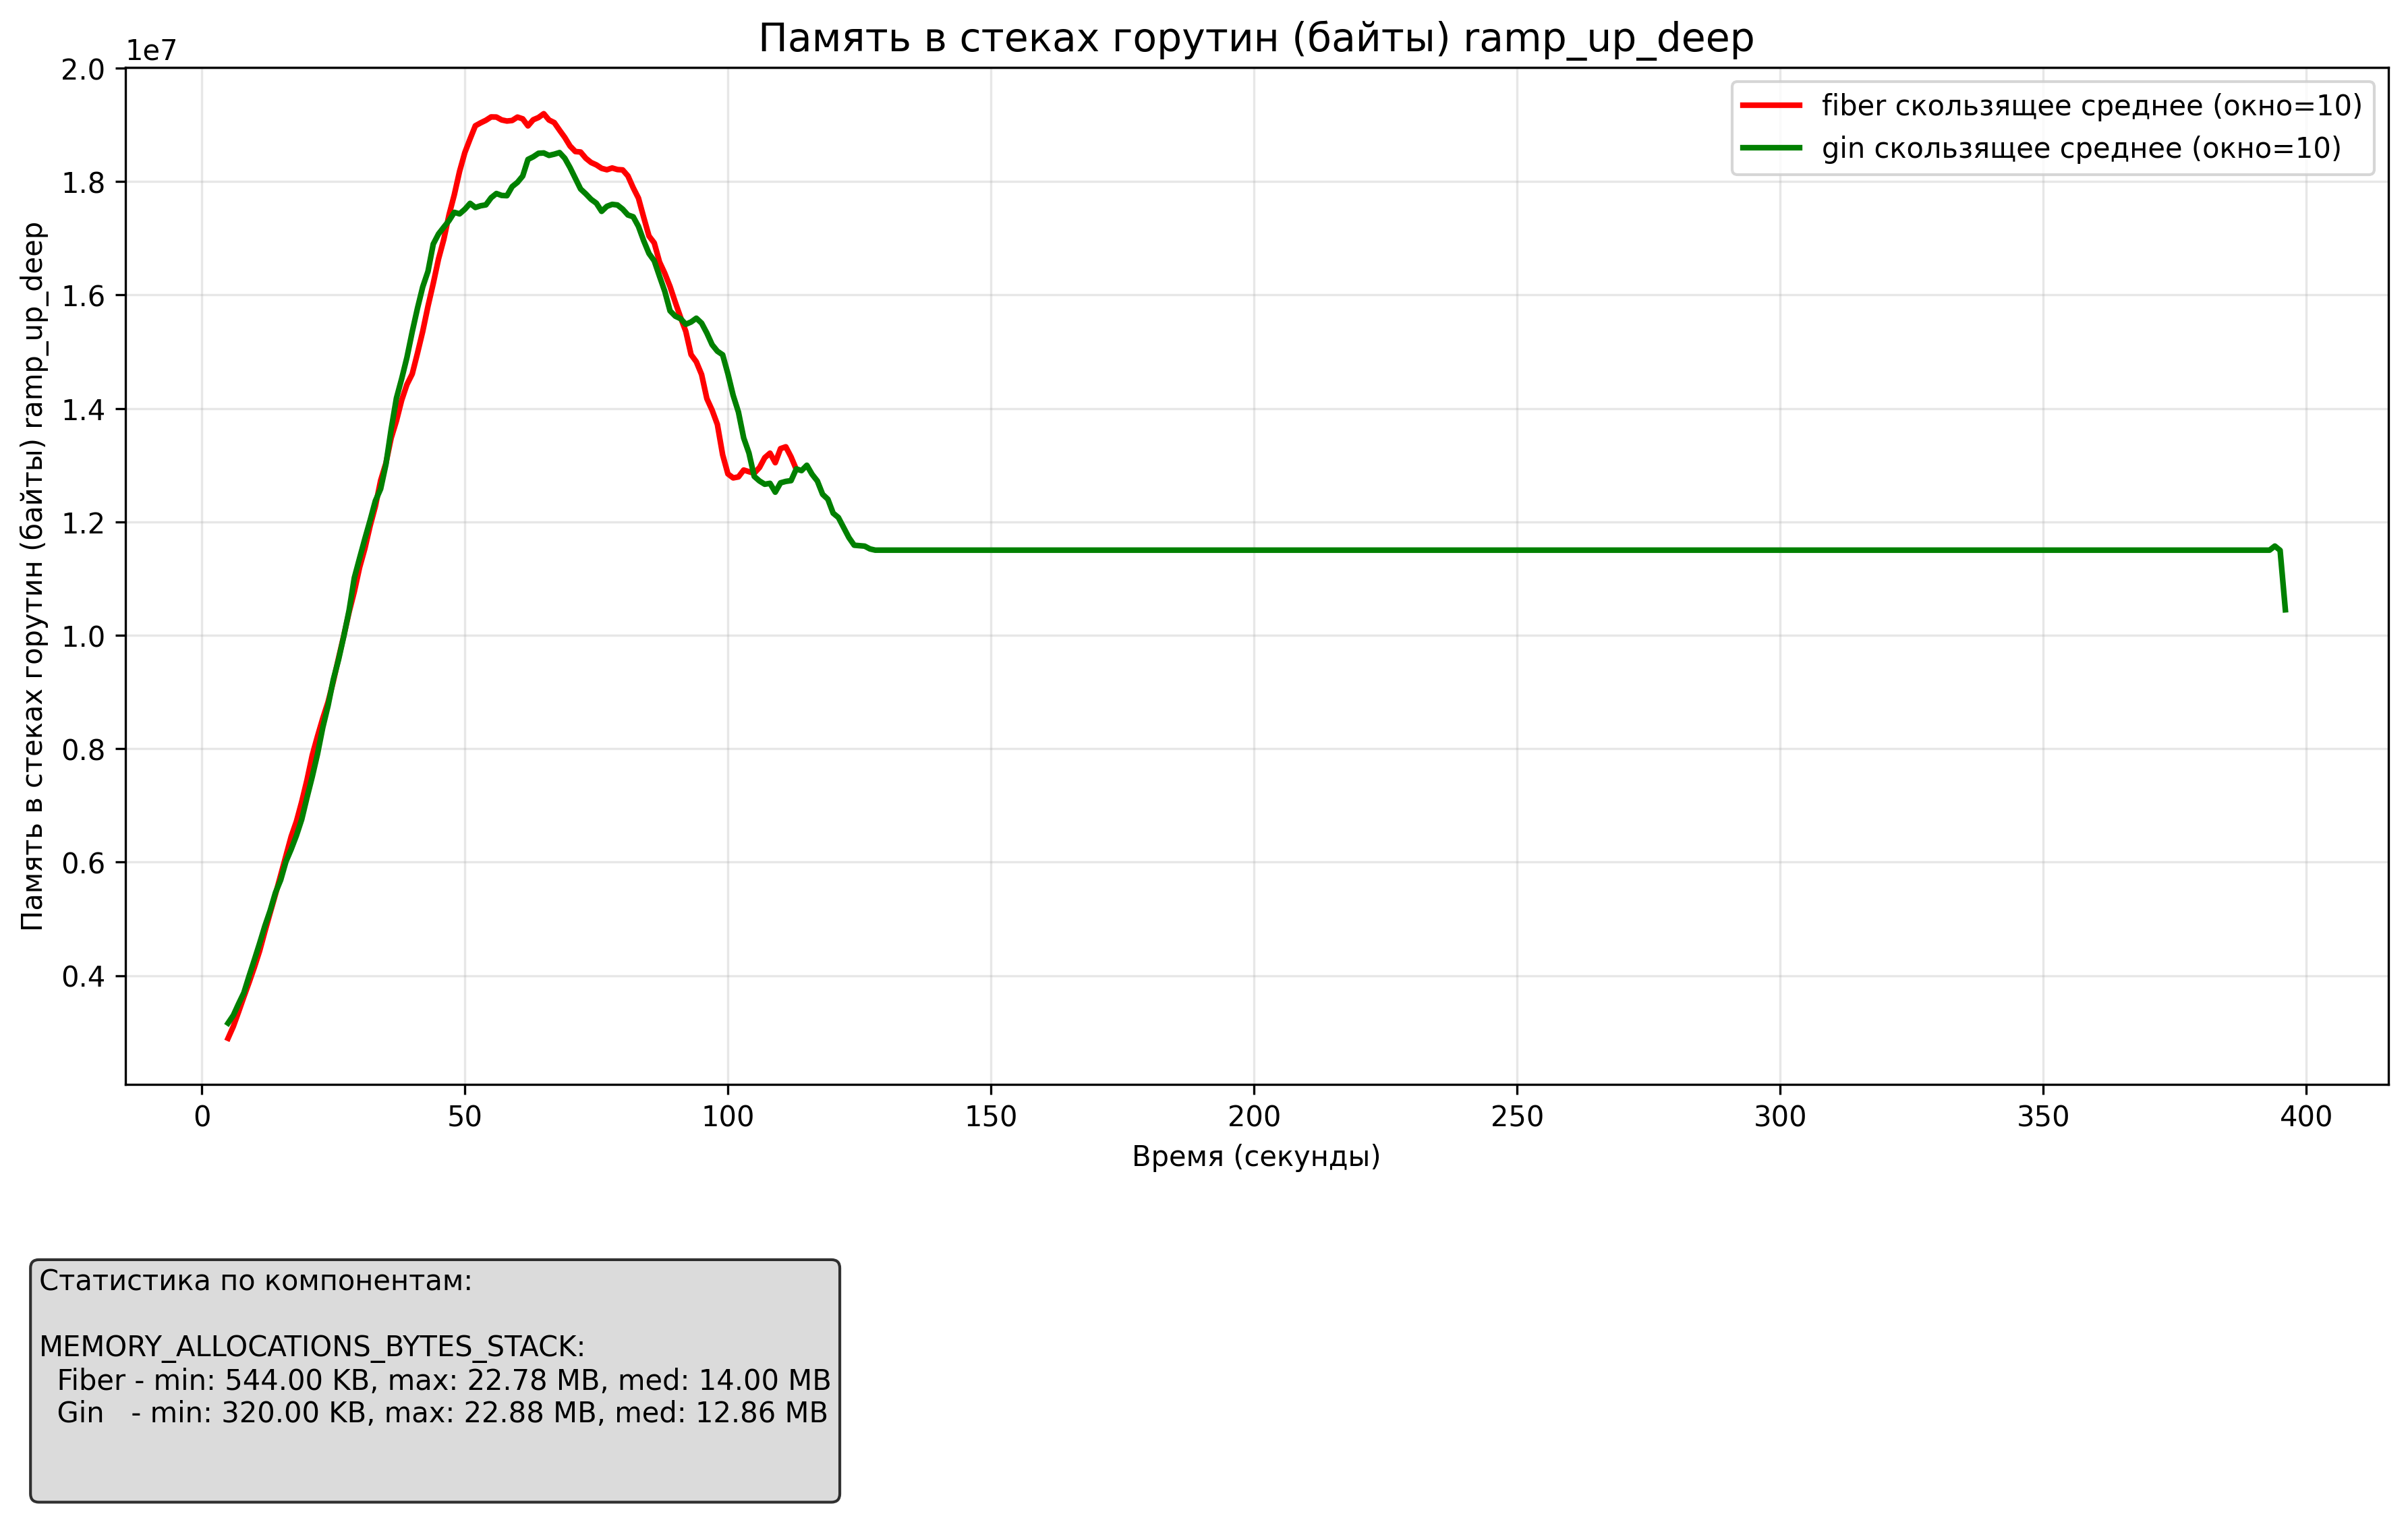 Память в стеках горутин (байты) ramp_up_deep
1e7
2.0
1.8
1.6
1.4
1.2
1.0
0.8
0.6
0.4
Память в стеках горутин (байты) ramp_up_deep
fiber скользящее среднее (окно=10)
gin скользящее среднее (окно=10)
0 50 100 150 200 250 300 350 400
Время (секунды)
Статистика по компонентам:
MEMORY_ALLOCATIONS_BYTES_STACK:
Fiber - min: 544.00 KB, max: 22.78 MB, med: 14.00 MB
Gin - min: 320.00 KB, max: 22.88 MB, med: 12.86 MB